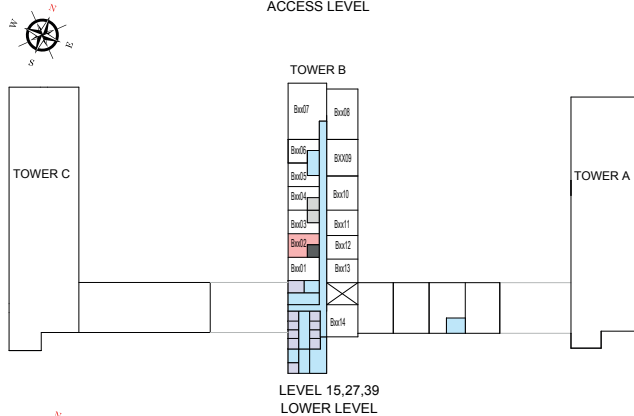 ACCESS LEVEL
N
W
E
S
TOWER B
Bxx07
Bxx08
Bxx06
BXX09
Bxx05
TOWER C
TOWER A
Bxx04
Bxx10
Bxx03
Bxx11
Bxx02
Bxx12
Bxx01
Bxx13
Bxx14
LEVEL 15,27,39
LOWER LEVEL
N